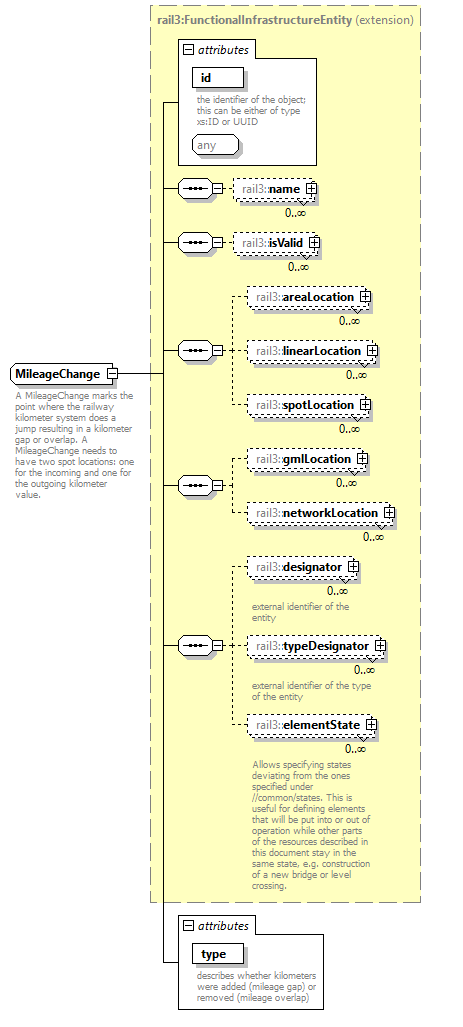 rail3:FunctionalInfrastructureEntity (extension)
attributes
id
the identifier of the object;
this can be either of type
xs:ID or UUID
any
rail3::name
0..∞
rail3::isValid
0..∞
rail3::areaLocation
0..∞
rail3::linearLocation
0..∞
rail3::spotLocation
0..∞
MileageChange
A MileageChange marks the
point where the railway
kilometer system does a
jump resulting in a kilometer
gap or overlap. A
MileageChange needs to
have two spot locations: one
for the incoming and one for
the outgoing kilometer
value.
rail3::gmlLocation
0..∞
rail3::networkLocation
0..∞
rail3::designator
0..∞
external identifier of the
entity
rail3::typeDesignator
0..∞
external identifier of the type
of the entity
rail3::elementState
0..∞
Allows specifying states
deviating from the ones
specified under
//common/states. This is
useful for defining elements
that will be put into or out of
operation while other parts
of the resources described in
this document stay in the
same state, e.g. construction
of a new bridge or level
crossing.
attributes
type
describes whether kilometers
were added (mileage gap) or
removed (mileage overlap)